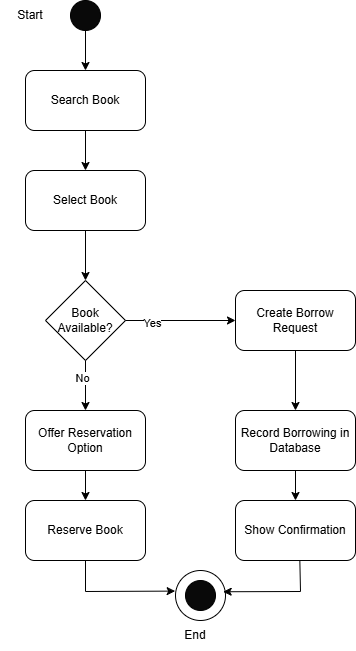 Start
Search Book
Select Book
Book
Available?
Yes
Create Borrow
Request
No
Offer Reservation
Option
Record Borrowing in
Database
Reserve Book
Show Confirmation
End